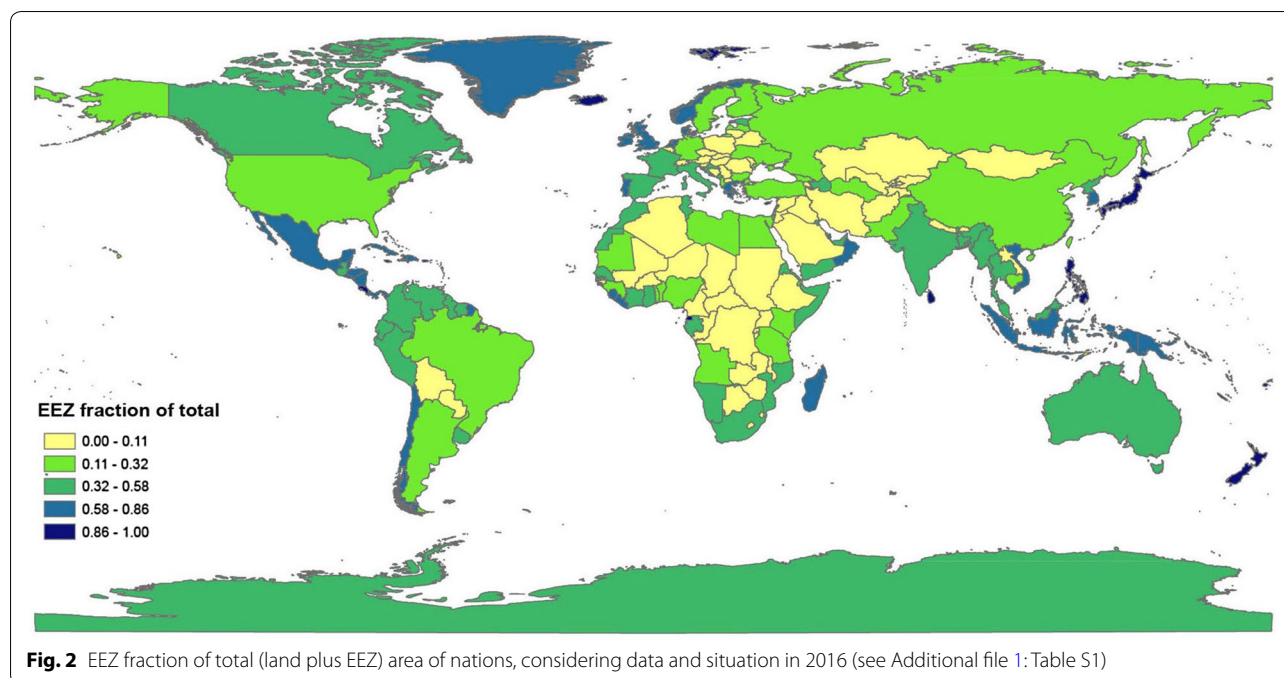 EEZ fraction of total
0.00 - 0.11
0.11 - 0.32
0.32 - 0.58
0.58 - 0.86
0.86 - 1.00
Fig. 2 EEZ fraction of total (land plus EEZ) area of nations, considering data and situation in 2016 (see Additional file 1: Table S1)